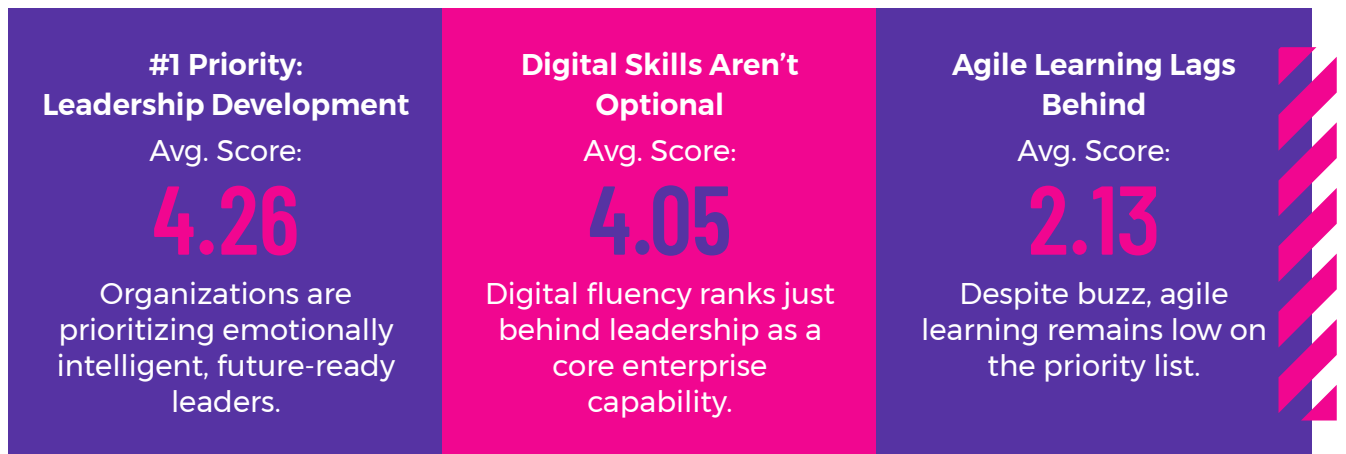 #1 Priority:
Leadership Development
Avg. Score:
4.26
Organizations are
prioritizing emotionally
intelligent, future-ready
leaders.
Digital Skills Aren’t
Optional
Avg. Score:
4.05
Digital fluency ranks just
behind leadership as a
core enterprise
capability.
Agile Learning Lags
Behind
Avg. Score:
2.13
Despite buzz, agile
learning remains low on
the priority list.